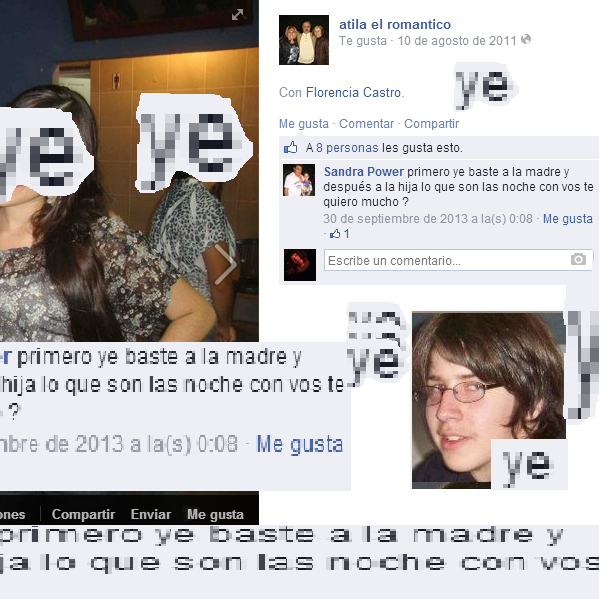 atila el romantico
Te gusta · 10 de agosto de 2011
ye
Con Florencia Castro.
ye
ye
Me gusta · Comentar · Compartir
A 8 personas les gusta esto.
Sandra Power primero ye baste a la madre y
después a la hija lo que son las noche con vos te
quiero mucho ?
30 de septiembre de 2013 a la(s) 0:08 · Me gusta
· 1
Escribe un comentario...
ye
r primero ye baste a la madre y
hija lo que son las noche con vos te
?
mbre de 2013 a la(s) 0:08 · Me gusta
y
ye
ones Compartir Enviar Me gusta
primero ye baste a la madre y
ja lo que son las noche con vos